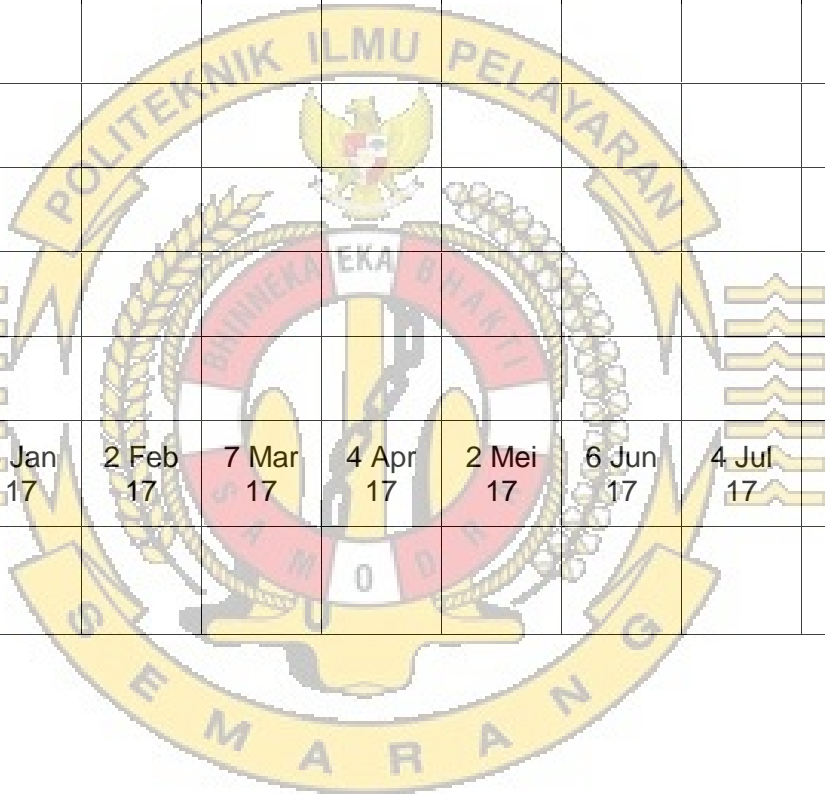 POLITEKNIK ILMU PELAYARAN
EKA BHAKTI
BHINNEKA
Jan 2 Feb 7 Mar 4 Apr 2 Mei 6 Jun 4 Jul
17 17 17 17 17 17 17
SAMODRA
SEMARANG